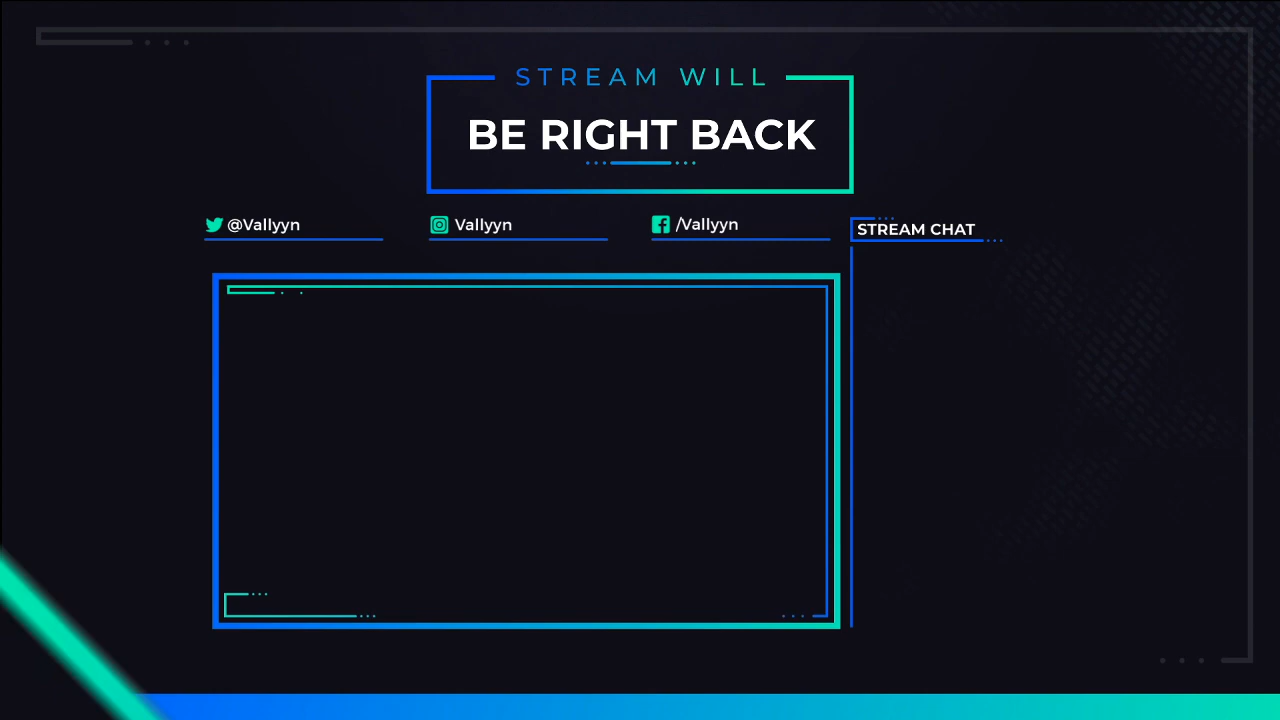 STREAM WILL
BE RIGHT BACK
@Vallyyn
Vallyyn
/Vallyyn
STREAM CHAT